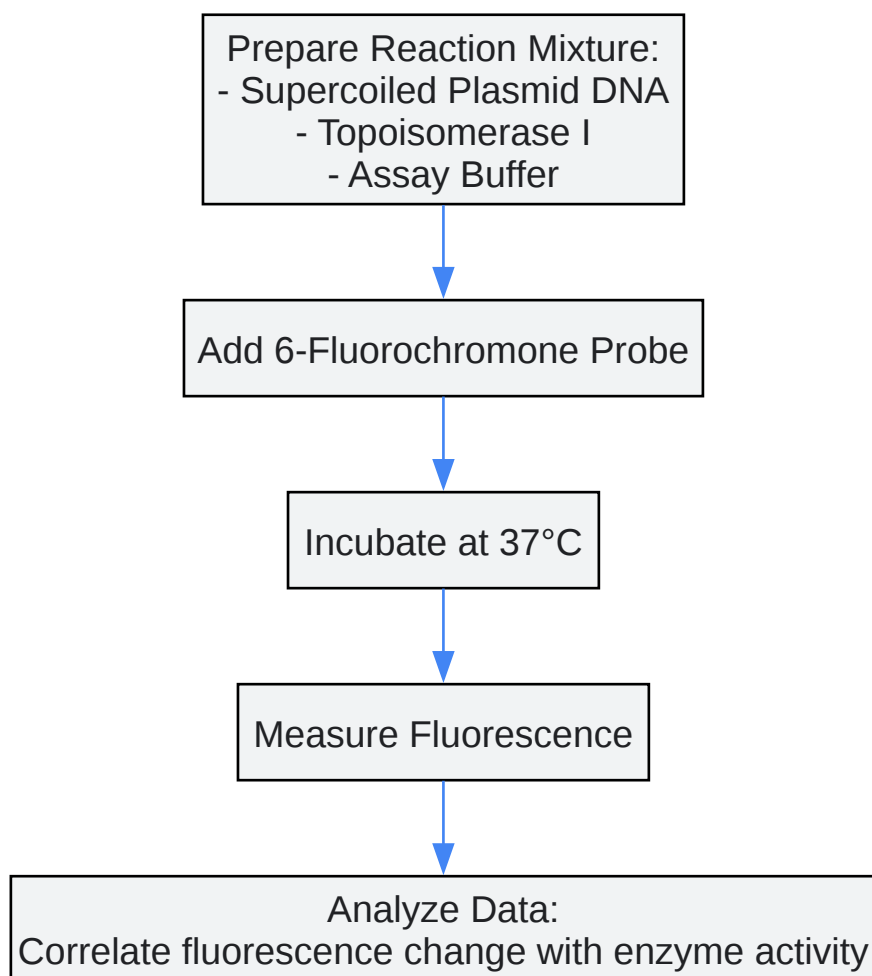 Prepare Reaction Mixture:
- Supercoiled Plasmid DNA
- Topoisomerase I
- Assay Buffer
Add 6-Fluorochromone Probe
Incubate at 37°C
Measure Fluorescence
Analyze Data:
Correlate fluorescence change with enzyme activity